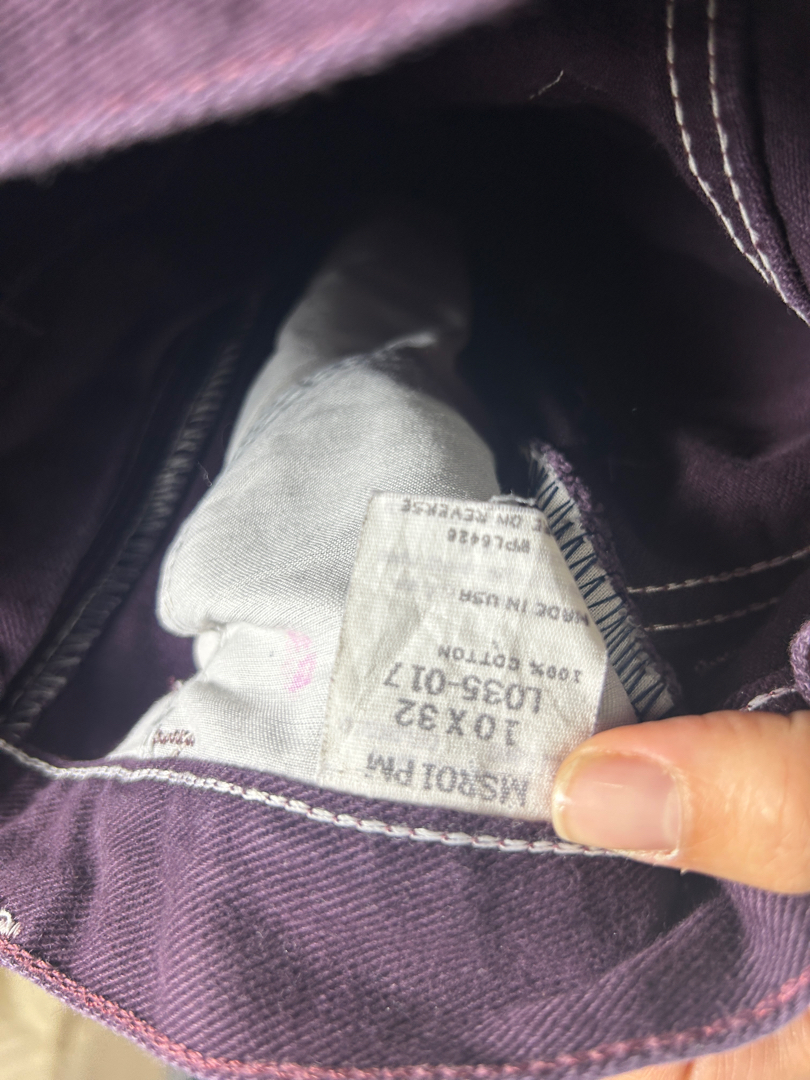 MSR01PM
10 X 32
L035-017
100% COTTON
MADE IN USA
ON REVERSE